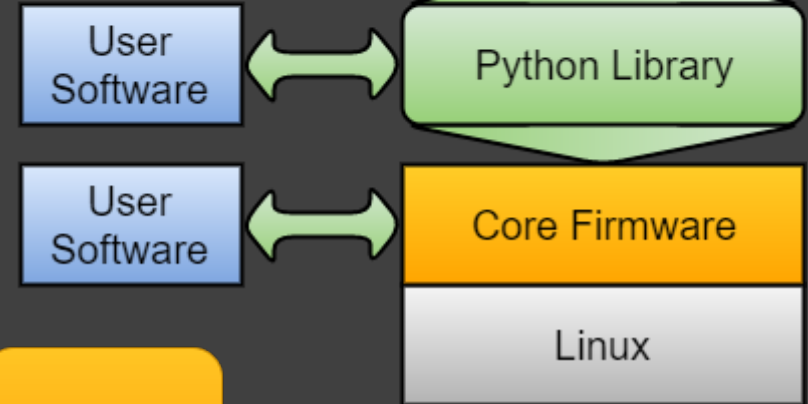 User
Software
Python Library
User
Software
Core Firmware
Linux